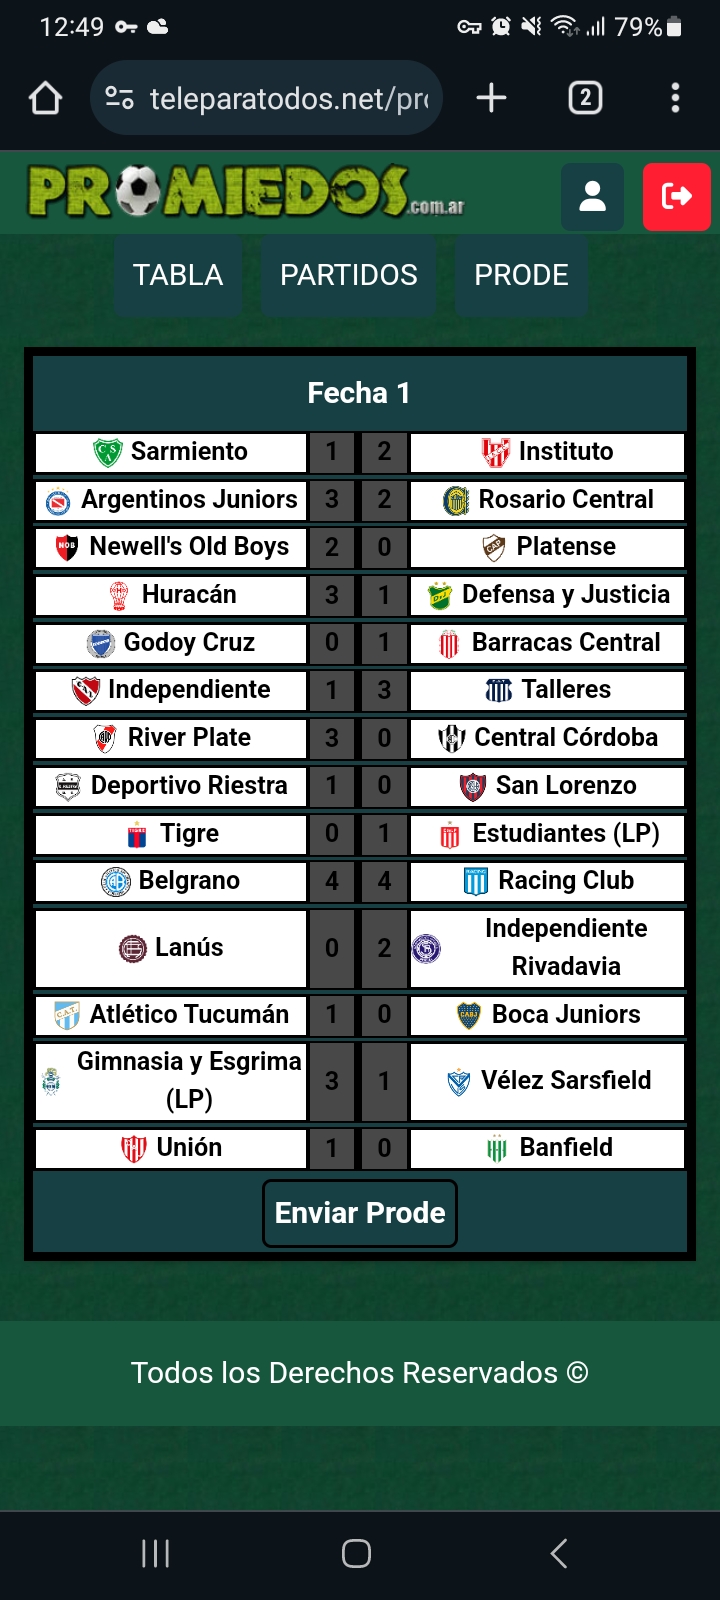 12:49
79%
teleparatodos.net/pro
2
PROMIEDOS.com.ar
TABLA PARTIDOS PRODE
Fecha 1
Sarmiento 1 2 Instituto
Argentinos Juniors 3 2 Rosario Central
Newell's Old Boys 2 0 Platense
Huracán 3 1 Defensa y Justicia
Godoy Cruz 0 1 Barracas Central
Independiente 1 3 Talleres
River Plate 3 0 Central Córdoba
Deportivo Riestra 1 0 San Lorenzo
Tigre 0 1 Estudiantes (LP)
Belgrano 4 4 Racing Club
Lanús 0 2 Independiente
Rivadavia
Atlético Tucumán 1 0 Boca Juniors
Gimnasia y Esgrima
(LP) 3 1 Vélez Sarsfield
Unión 1 0 Banfield
Enviar Prode
Todos los Derechos Reservados ©